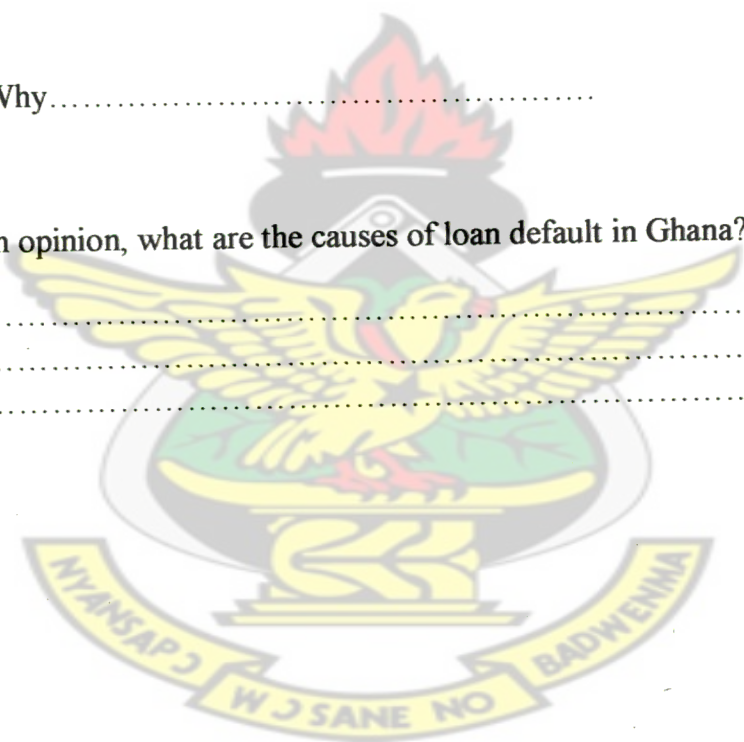 Why..................................................
n opinion, what are the causes of loan default in Ghana?
..........................................................................
..........................................................................
..........................................................................
NYANSAPƆ WƆSANE NO BADWENMA